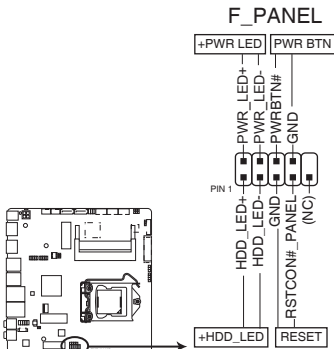 F_PANEL
+PWR LED
PWR BTN
PWR_LED+
PWR_LED-
PWRBTN#
GND
PIN 1
HDD_LED+
HDD_LED-
GND
RSTCON#_PANEL
(NC)
+HDD_LED
RESET